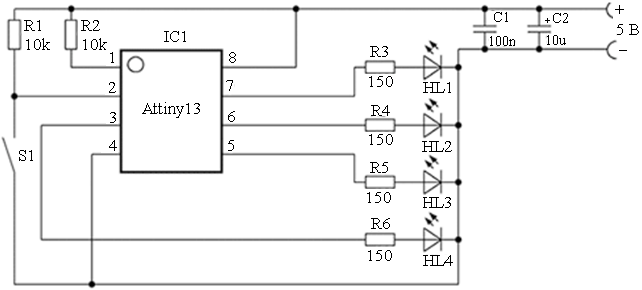 R1
10k
R2
10k
IC1
Attiny13
1
2
3
4
8
7
6
5
S1
R3
150
HL1
R4
150
HL2
R5
150
HL3
R6
150
HL4
C1
100n
+
C2
10u
+
5 В
−